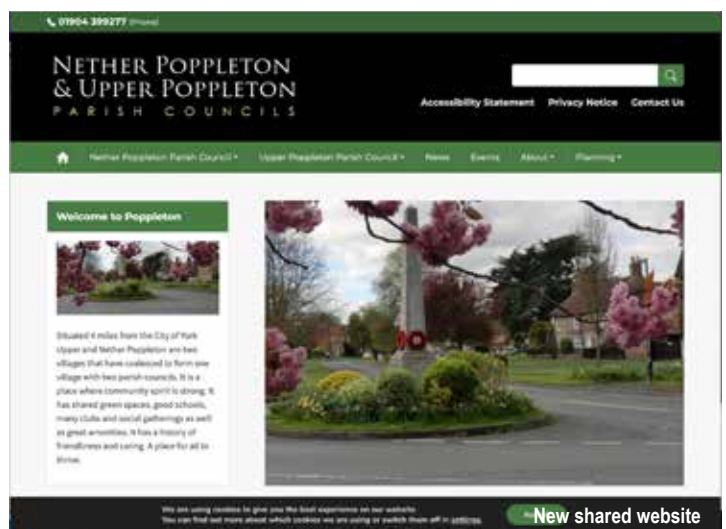 01904 399277 (Phone)
NETHER POPPLETON
& UPPER POPPLETON
PARISH COUNCILS
Accessibility Statement Privacy Notice Contact Us
Nether Poppleton Parish Council Upper Poppleton Parish Council News Events About Planning
Welcome to Poppleton
Situated 4 miles from the City of York
Upper and Nether Poppleton are two
villages that have coalesced to form one
village with two parish councils. It is a
place where community spirit is strong. It
has shared green spaces, good schools,
many clubs and social gatherings as well
as great amenities. It has a history of
friendliness and caring. A place for all to
thrive.
We are using cookies to give you the best experience on our website.
You can find out more about which cookies we are using or switch them off in settings.
New shared website